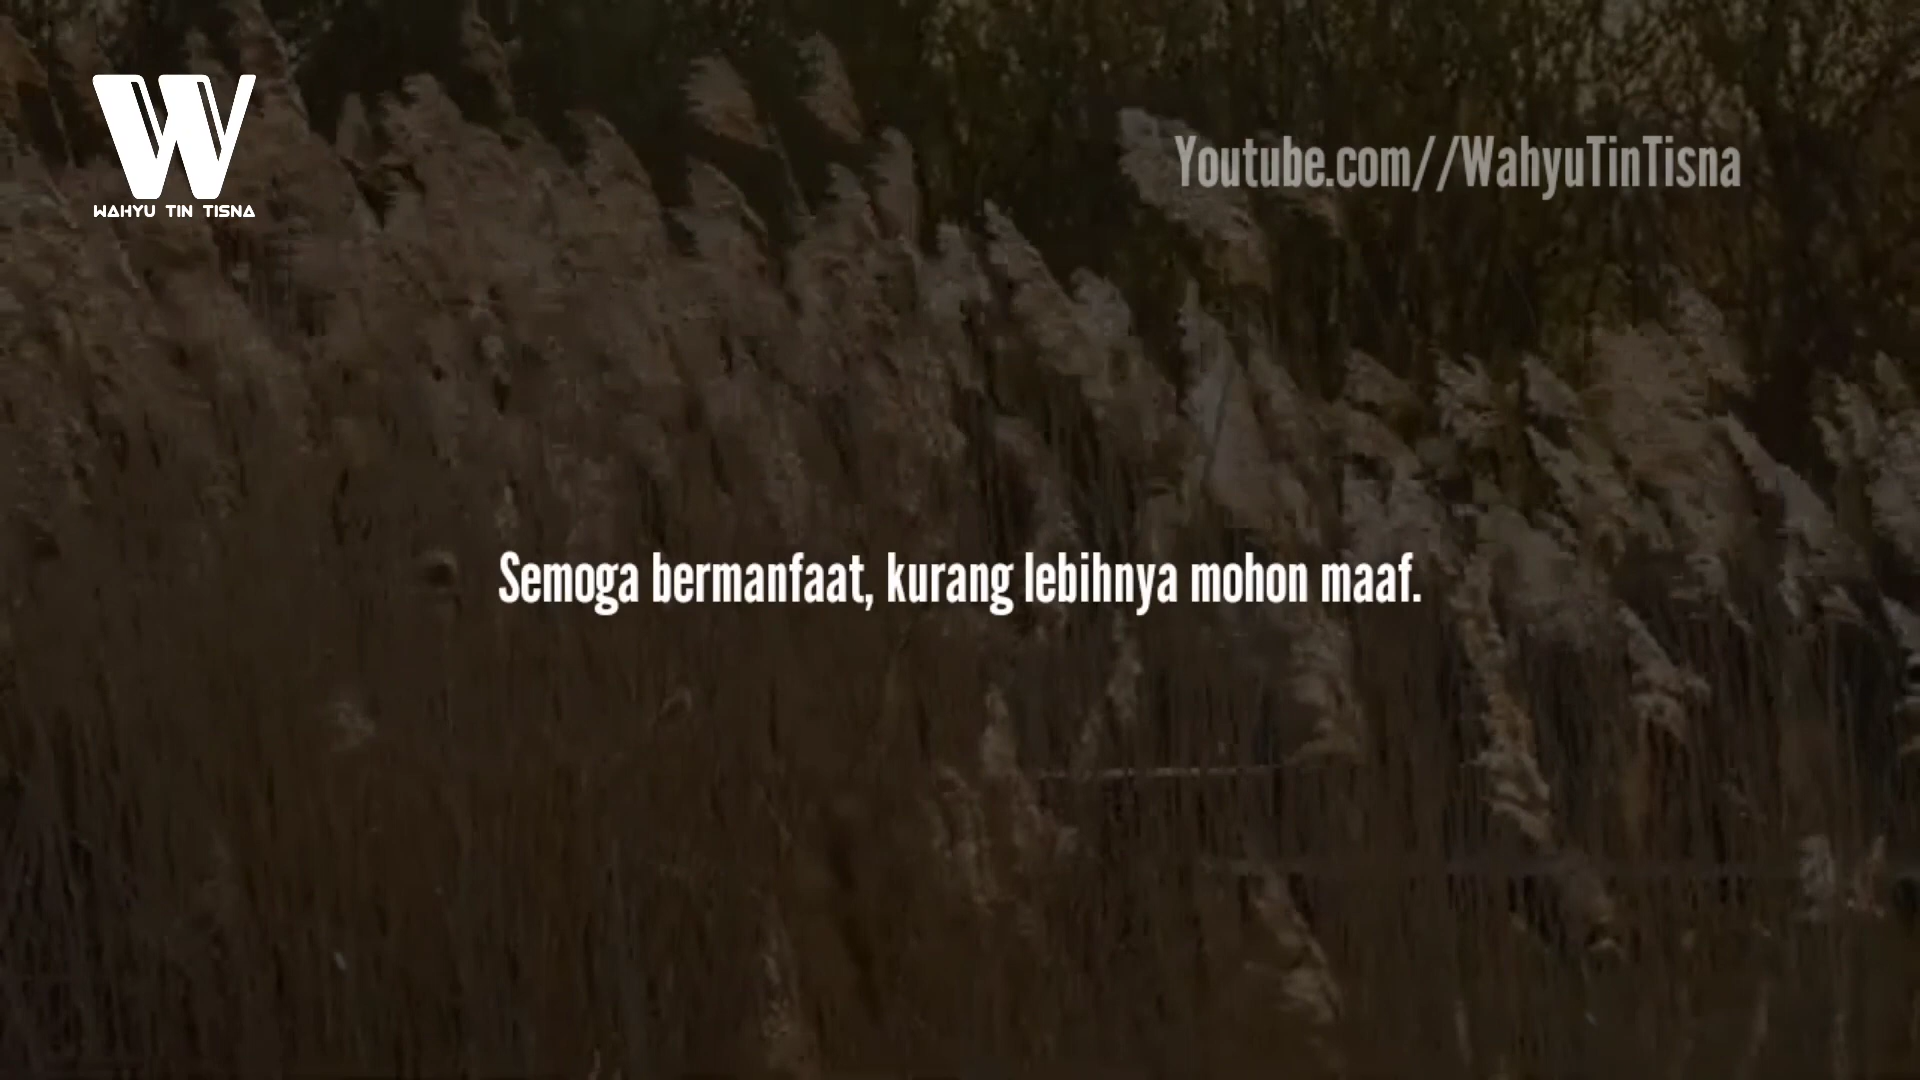 W
WAHYU TIN TISNA
Youtube.com//WahyuTinTisna
Semoga bermanfaat, kurang lebihnya mohon maaf.